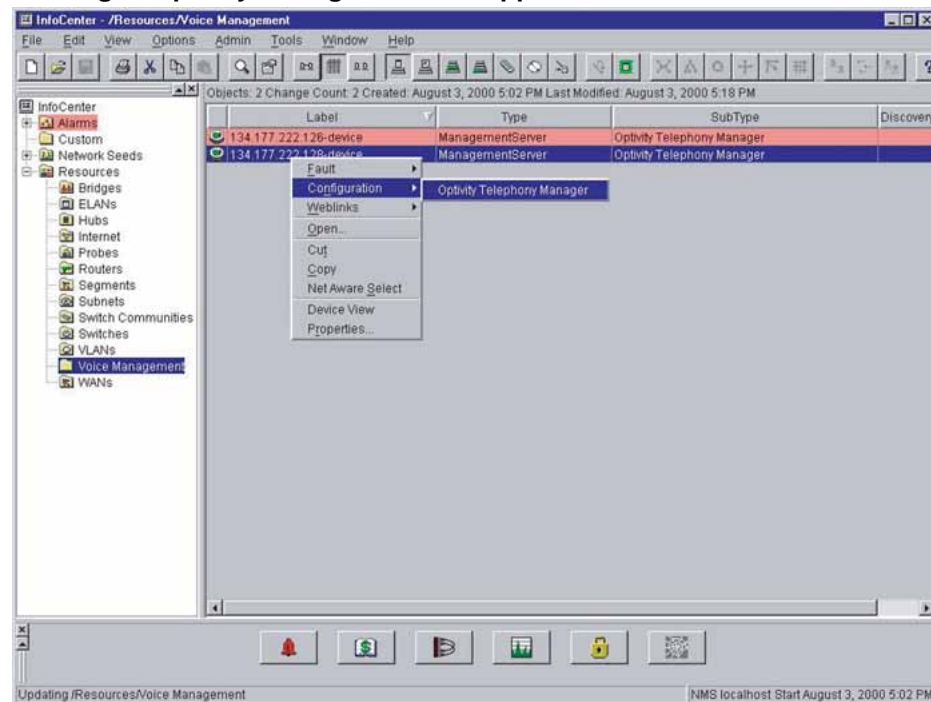 InfoCenter - /Resources/Voice Management
File Edit View Options Admin Tools Window Help
Objects: 2 Change Count: 2 Created: August 3, 2000 5:02 PM Last Modified: August 3, 2000 5:18 PM
InfoCenter
Alarms
Custom
Network Seeds
Resources
Bridges
ELANs
Hubs
Internet
Probes
Routers
Segments
Subnets
Switch Communities
Switches
VLANs
Voice Management
WANs
Label Type SubType Discovery
134.177.222.126-device ManagementServer Optivity Telephony Manager
134.177.222.128-device ManagementServer Optivity Telephony Manager
Fault
Configuration
Optivity Telephony Manager
Weblinks
Open...
Cut
Copy
Net Aware Select
Device View
Properties...
Updating /Resources/Voice Management
NMS localhost Start August 3, 2000 5:02 PM